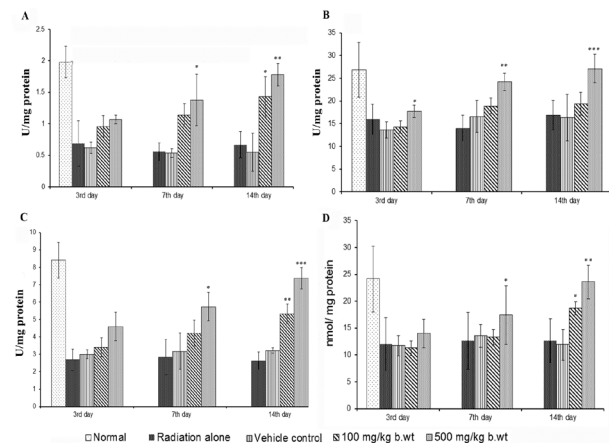 A
U/mg protein
2.5
2
1.5
1
0.5
0
* * **
3rd day 7th day 14th day
B
U/mg protein
35
30
25
20
15
10
5
0
* ** ***
3rd day 7th day 14th day
C
U/mg protein
10
9
8
7
6
5
4
3
2
1
0
* ** ***
3rd day 7th day 14th day
D
nmol/ mg protein
40
35
30
25
20
15
10
5
0
* * **
3rd day 7th day 14th day
Normal Radiation alone Vehicle control 100 mg/kg b.wt 500 mg/kg b.wt